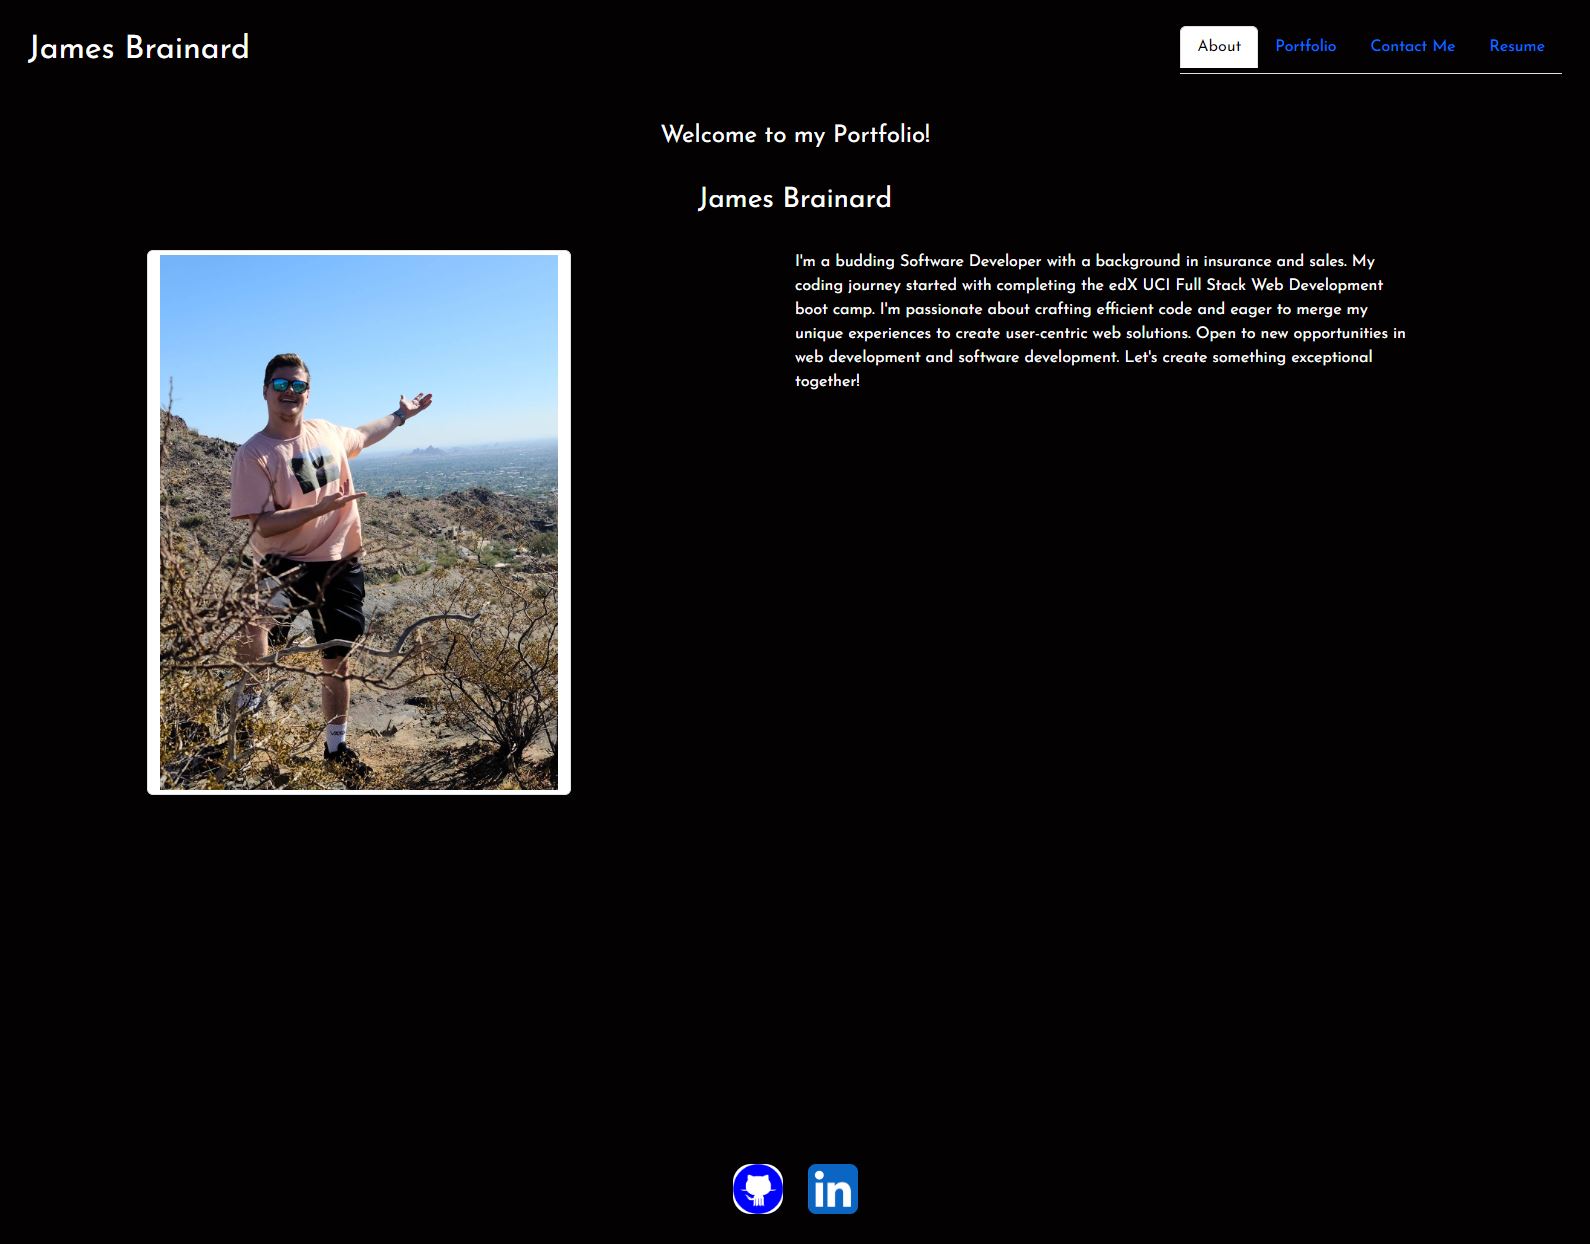 James Brainard
About Portfolio Contact Me Resume
Welcome to my Portfolio!
James Brainard
I'm a budding Software Developer with a background in insurance and sales. My
coding journey started with completing the edX UCI Full Stack Web Development
boot camp. I'm passionate about crafting efficient code and eager to merge my
unique experiences to create user-centric web solutions. Open to new opportunities in
web development and software development. Let's create something exceptional
together!
in